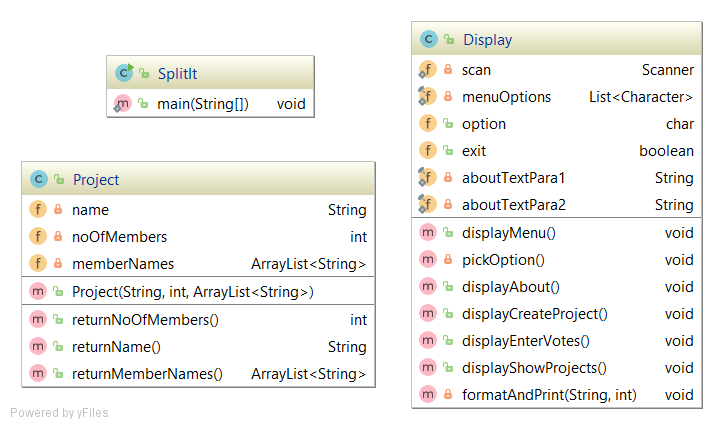 SplitIt
main(String[]) void
Project
name String
noOfMembers int
memberNames ArrayList<String>
Project(String, int, ArrayList<String>)
returnNoOfMembers() int
returnName() String
returnMemberNames() ArrayList<String>
Display
scan Scanner
menuOptions List<Character>
option char
exit boolean
aboutTextPara1 String
aboutTextPara2 String
displayMenu() void
pickOption() void
displayAbout() void
displayCreateProject() void
displayEnterVotes() void
displayShowProjects() void
formatAndPrint(String, int) void
Powered by yFiles